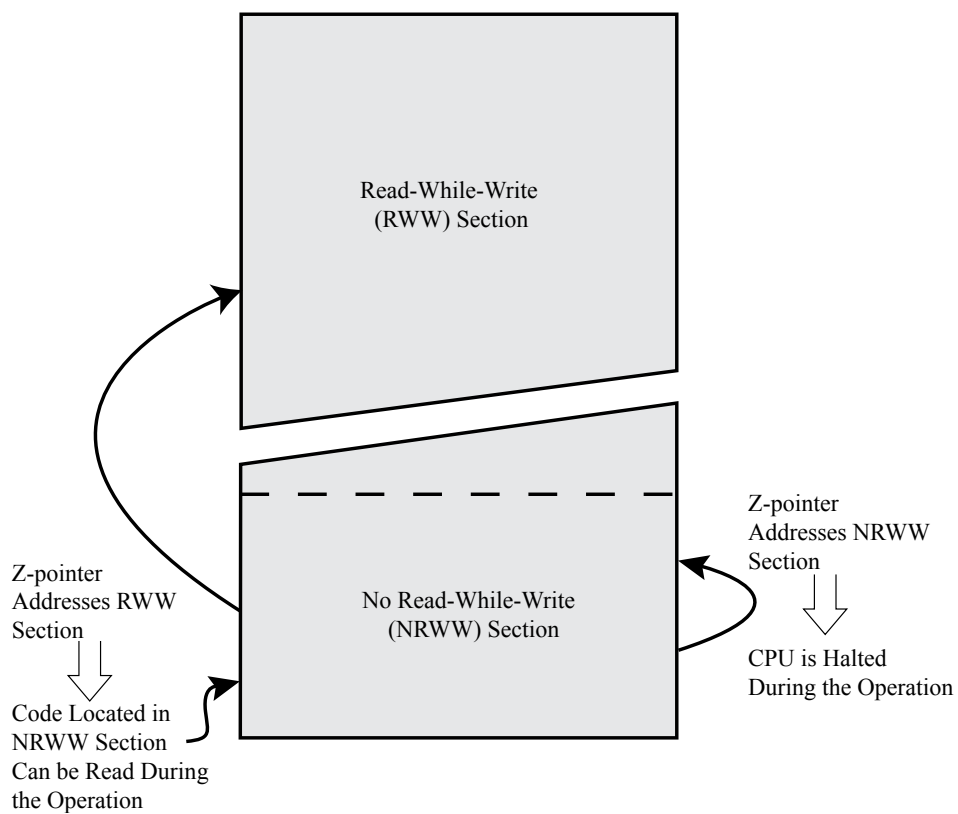 Read-While-Write
(RWW) Section
Z-pointer
Addresses NRWW
Section
Z-pointer
Addresses RWW
Section
No Read-While-Write
(NRWW) Section
CPU is Halted
During the Operation
Code Located in
NRWW Section
Can be Read During
the Operation